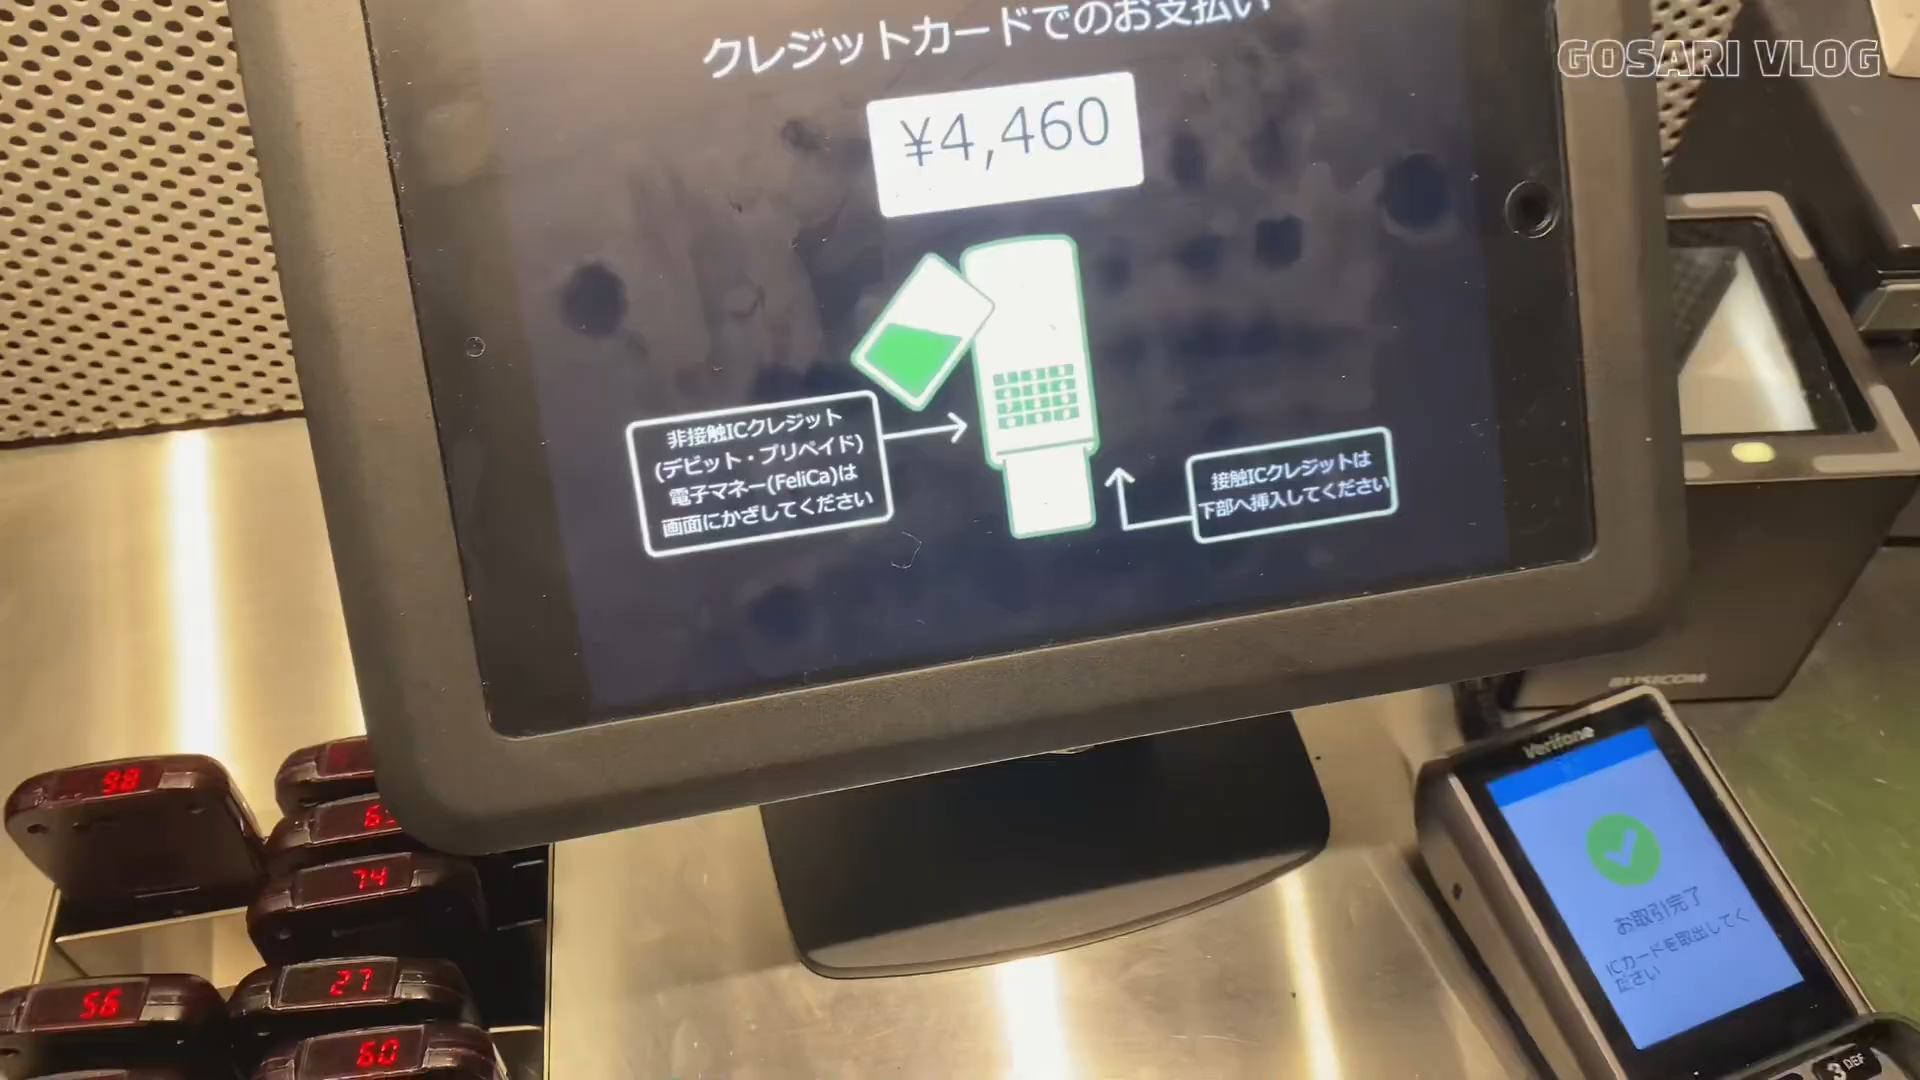 クレジットカードでのお支払い
GOSARI VLOG
¥4,460
非接触ICクレジット
(デビット・プリペイド)
電子マネー(FeliCa)は
画面にかざしてください
接触ICクレジットは
下部へ挿入してください
BUSICOM
Verifone
お取引完了
ICカードを取出してく
ださい
3 DEF
98
74
27
56
60